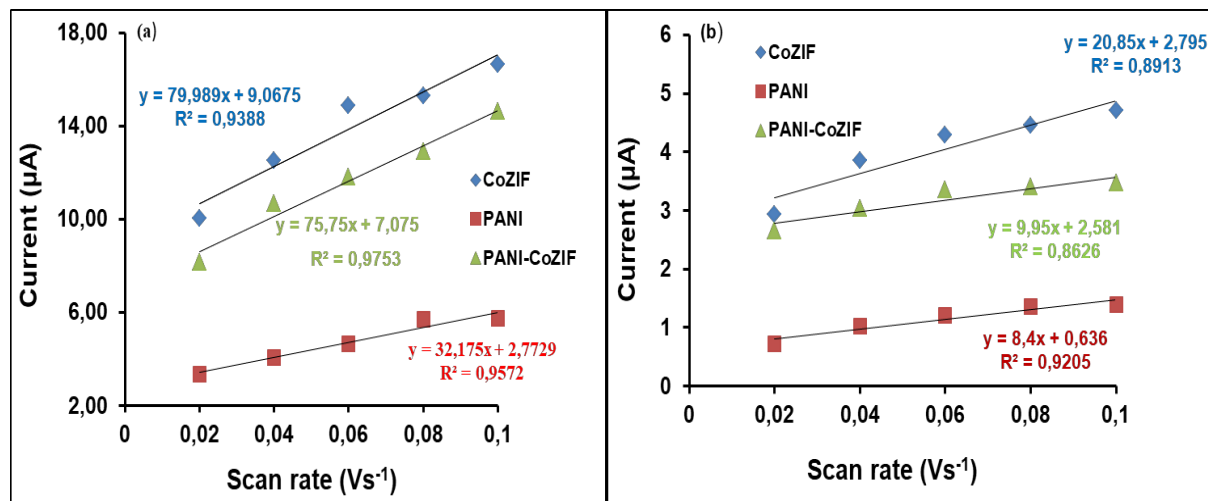 (a)
18,00
14,00
10,00
6,00
2,00
Current (µA)
y = 79,989x + 9,0675
R² = 0,9388
CoZIF
PANI
PANI-CoZIF
y = 75,75x + 7,075
R² = 0,9753
y = 32,175x + 2,7729
R² = 0,9572
0 0,02 0,04 0,06 0,08 0,1
Scan rate (Vs⁻¹)
(b)
6
5
4
3
2
1
0
Current (µA)
CoZIF
PANI
PANI-CoZIF
y = 20,85x + 2,795
R² = 0,8913
y = 9,95x + 2,581
R² = 0,8626
y = 8,4x + 0,636
R² = 0,9205
0 0,02 0,04 0,06 0,08 0,1
Scan rate (Vs⁻¹)